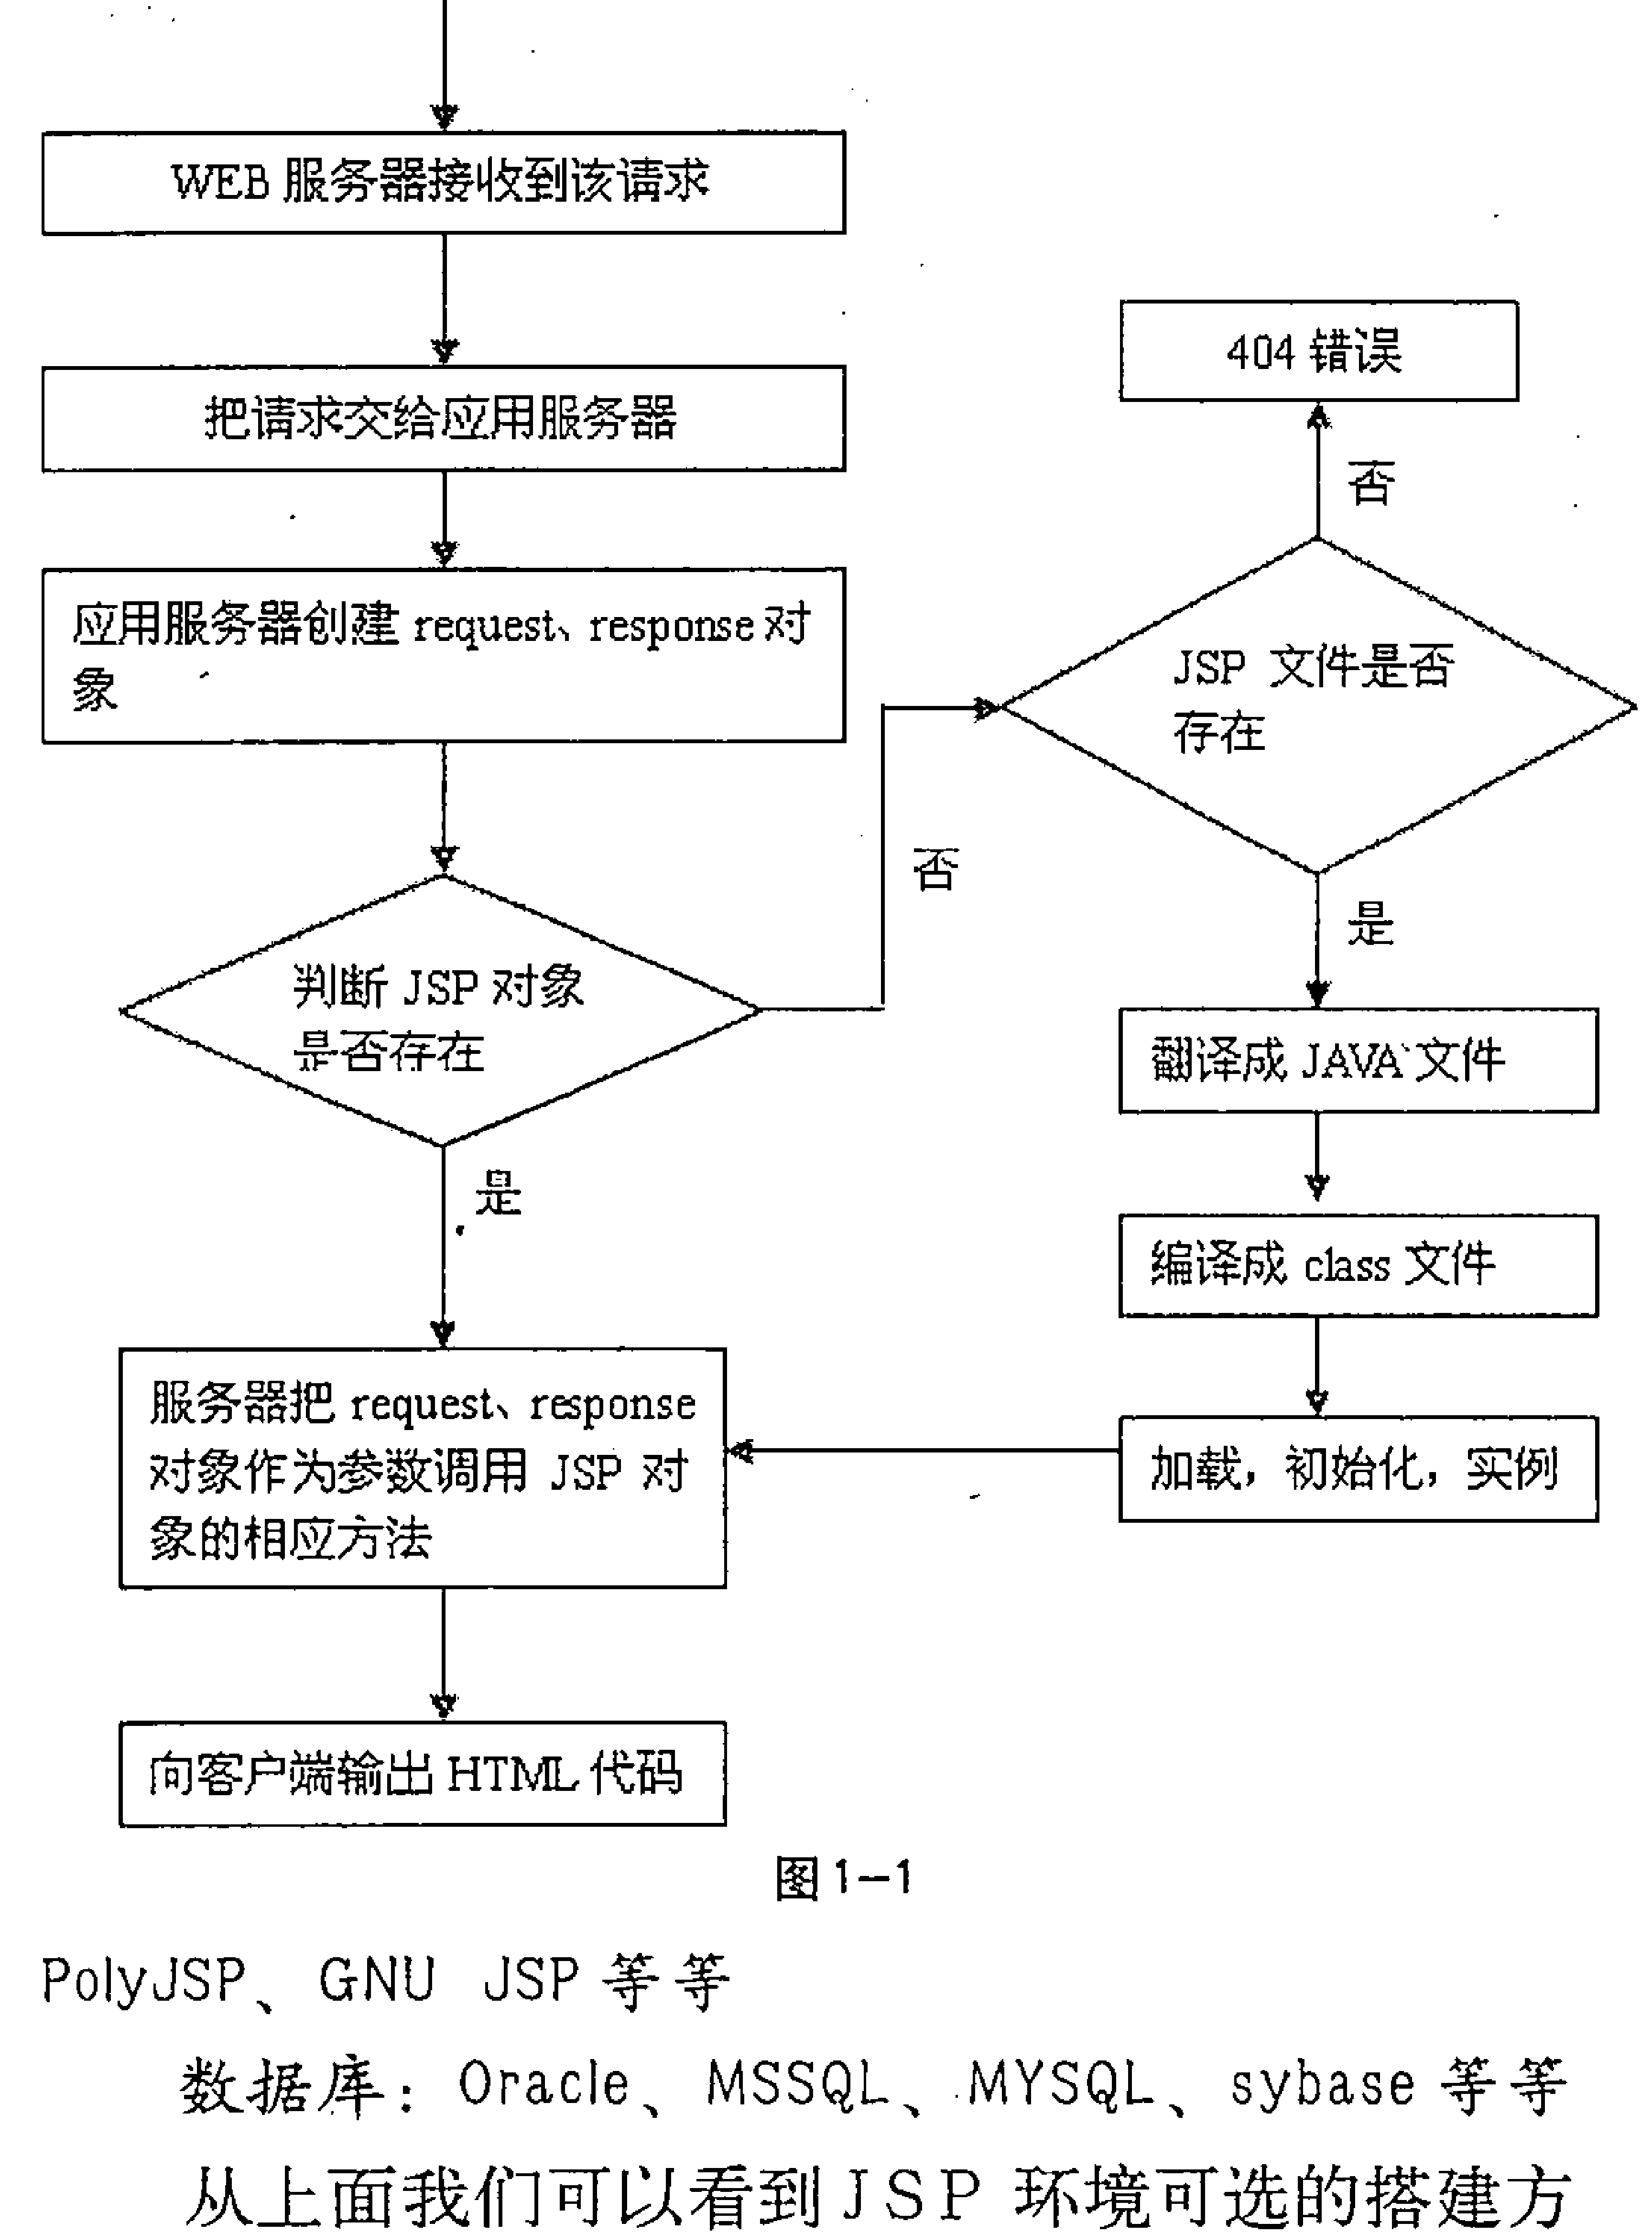 WEB 服务器接收到该请求
把请求交给应用服务器
应用服务器创建 request、response 对
象
判断 JSP 对象
是否存在
否
是
404 错误
否
JSP 文件是否
存在
是
翻译成 JAVA 文件
编译成 class 文件
加载，初始化，实例
服务器把 request、response
对象作为参数调用 JSP 对
象的相应方法
向客户端输出 HTML 代码
图1-1
PolyJSP、GNU JSP 等等
数据库：Oracle、MSSQL、MYSQL、sybase 等等
从上面我们可以看到JSP 环境可选的搭建方